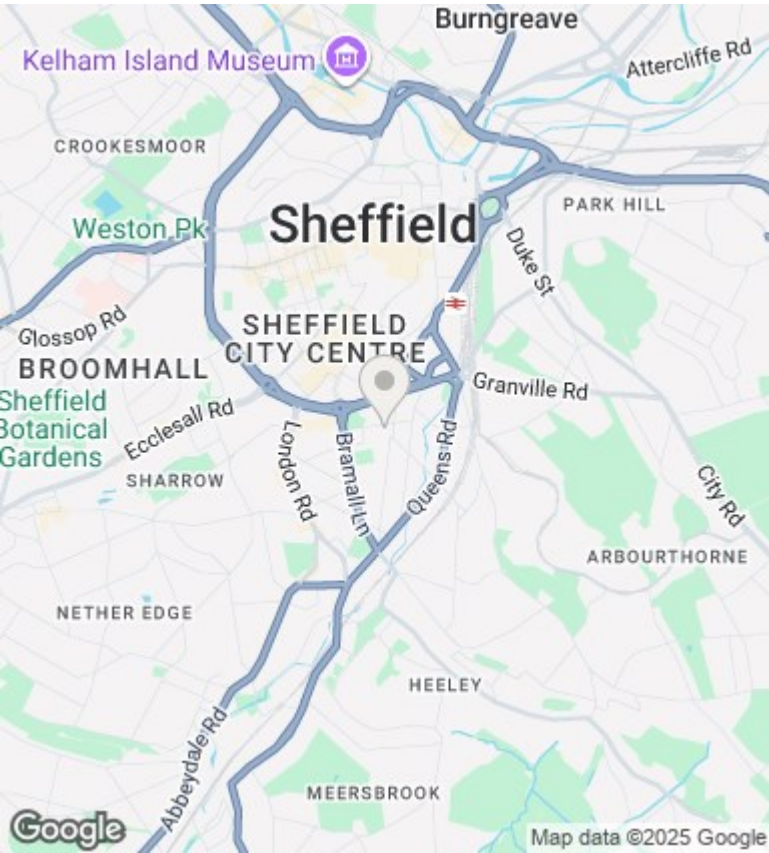 Burngreave
Kelham Island Museum
Attercliffe Rd
CROOKESMOOR
PARK HILL
Weston Pk
Sheffield
Duke St
Glossop Rd
SHEFFIELD
CITY CENTRE
BROOMHALL
Granville Rd
Sheffield
Botanical
Gardens
Ecclesall Rd
London Rd
Bramall Ln
Queens Rd
City Rd
SHARROW
ARBOURTHORNE
NETHER EDGE
HEELEY
Abbeydale Rd
MEERSBROOK
Google
Map data ©2025 Google